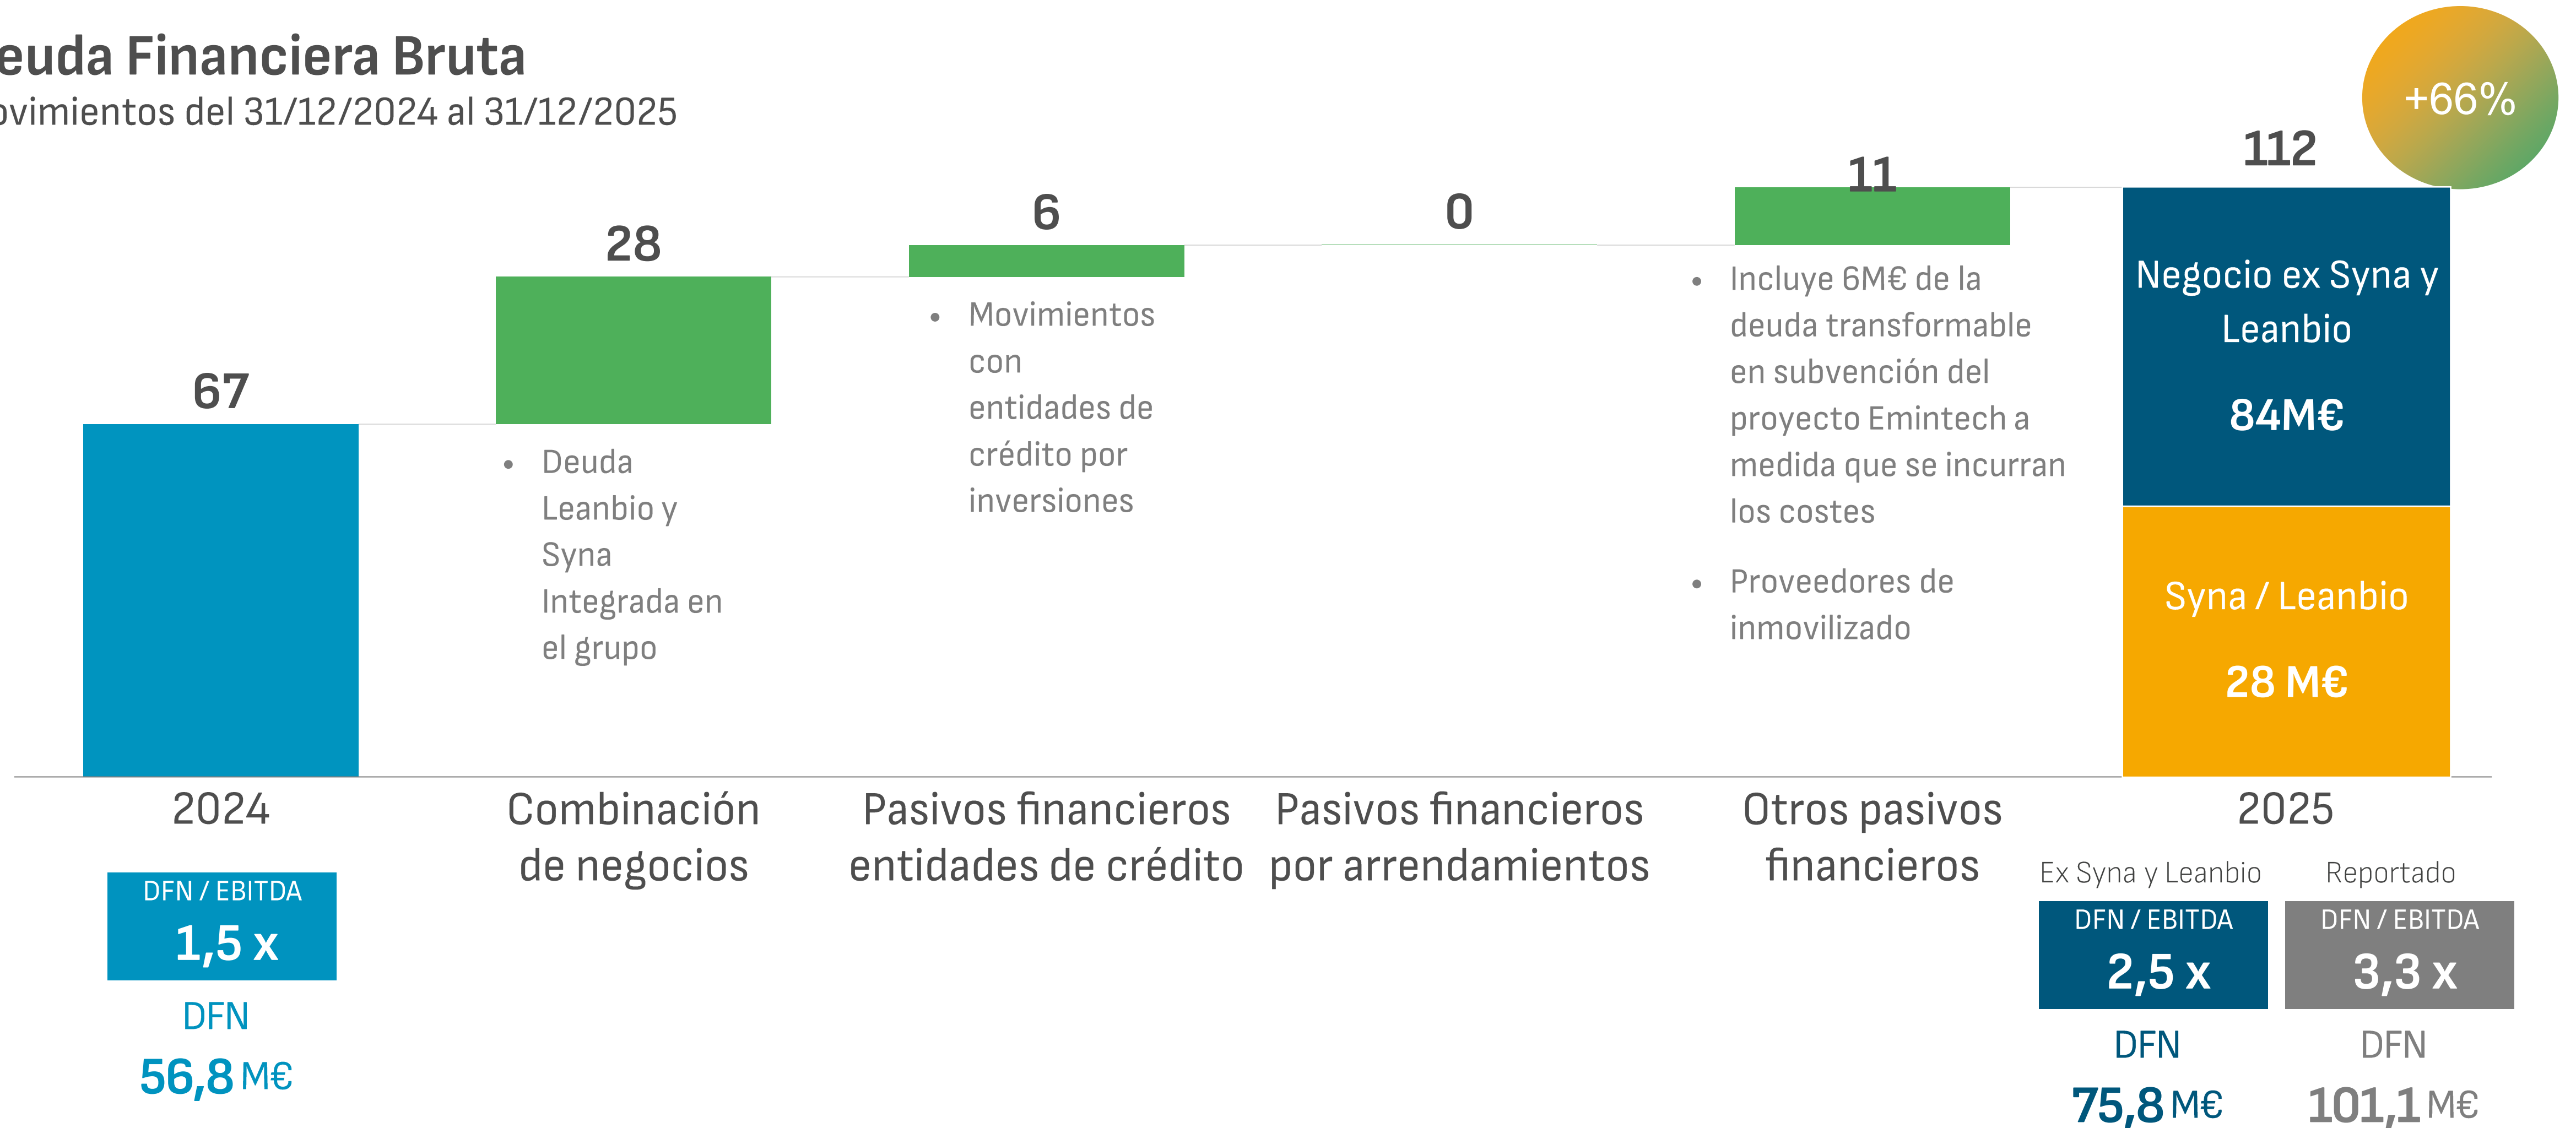 euda Financiera Bruta
ovimientos del 31/12/2024 al 31/12/2025
+66%
67
28
6
0
11
112
Deuda
Leanbio y
Syna
Integrada en
el grupo
Movimientos
con
entidades de
crédito por
inversiones
Incluye 6M€ de la
deuda transformable
en subvención del
proyecto Emintech a
medida que se incurran
los costes
Proveedores de
inmovilizado
Negocio ex Syna y
Leanbio
84M€
Syna / Leanbio
28 M€
2024
Combinación
de negocios
Pasivos financieros
entidades de crédito
Pasivos financieros
por arrendamientos
Otros pasivos
financieros
2025
DFN / EBITDA
1,5 x
DFN
56,8 M€
Ex Syna y Leanbio
DFN / EBITDA
2,5 x
DFN
75,8 M€
Reportado
DFN / EBITDA
3,3 x
DFN
101,1 M€